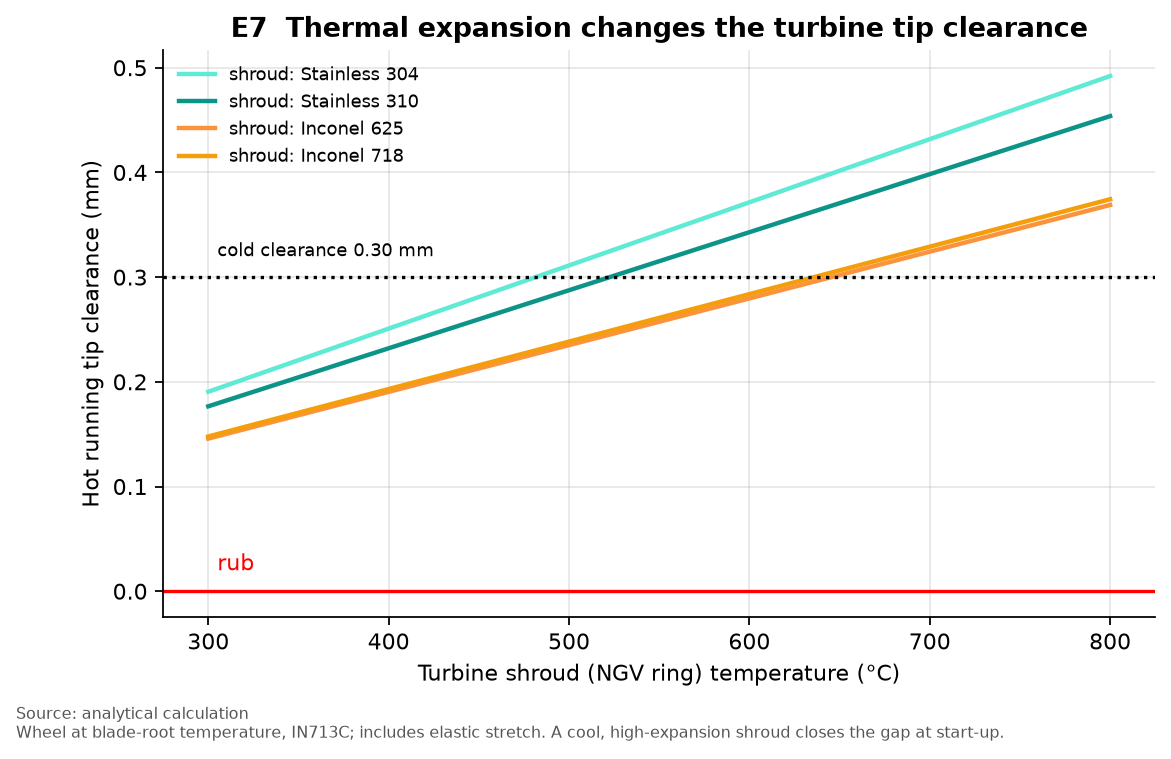 E7  Thermal expansion changes the turbine tip clearance
shroud: Stainless 304
shroud: Stainless 310
shroud: Inconel 625
shroud: Inconel 718
cold clearance 0.30 mm
rub
Hot running tip clearance (mm)
0.5
0.4
0.3
0.2
0.1
0.0
300 400 500 600 700 800
Turbine shroud (NGV ring) temperature (°C)
Source: analytical calculation
Wheel at blade-root temperature, IN713C; includes elastic stretch. A cool, high-expansion shroud closes the gap at start-up.